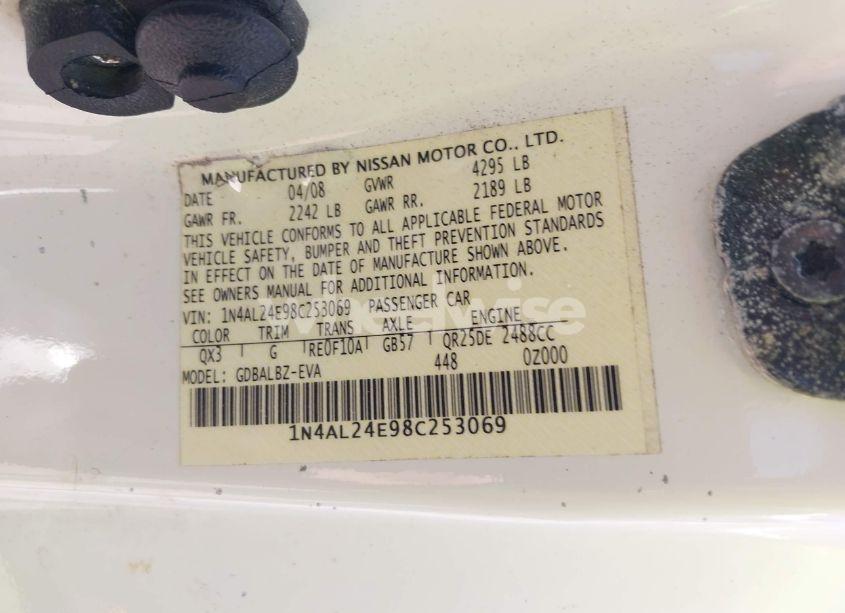 MANUFACTURED BY NISSAN MOTOR CO., LTD.
DATE 04/08 GVWR 4295 LB
GAWR FR. 2242 LB GAWR RR. 2189 LB
THIS VEHICLE CONFORMS TO ALL APPLICABLE FEDERAL MOTOR
VEHICLE SAFETY, BUMPER AND THEFT PREVENTION STANDARDS
IN EFFECT ON THE DATE OF MANUFACTURE SHOWN ABOVE.
SEE OWNERS MANUAL FOR ADDITIONAL INFORMATION.
VIN: 1N4AL24E98C253069 PASSENGER CAR
COLOR TRIM TRANS AXLE ENGINE
QX3 G RE0F10A GB57 QR25DE 2488CC
MODEL: GDBALBZ-EVA 448 0Z000
1N4AL24E98C253069